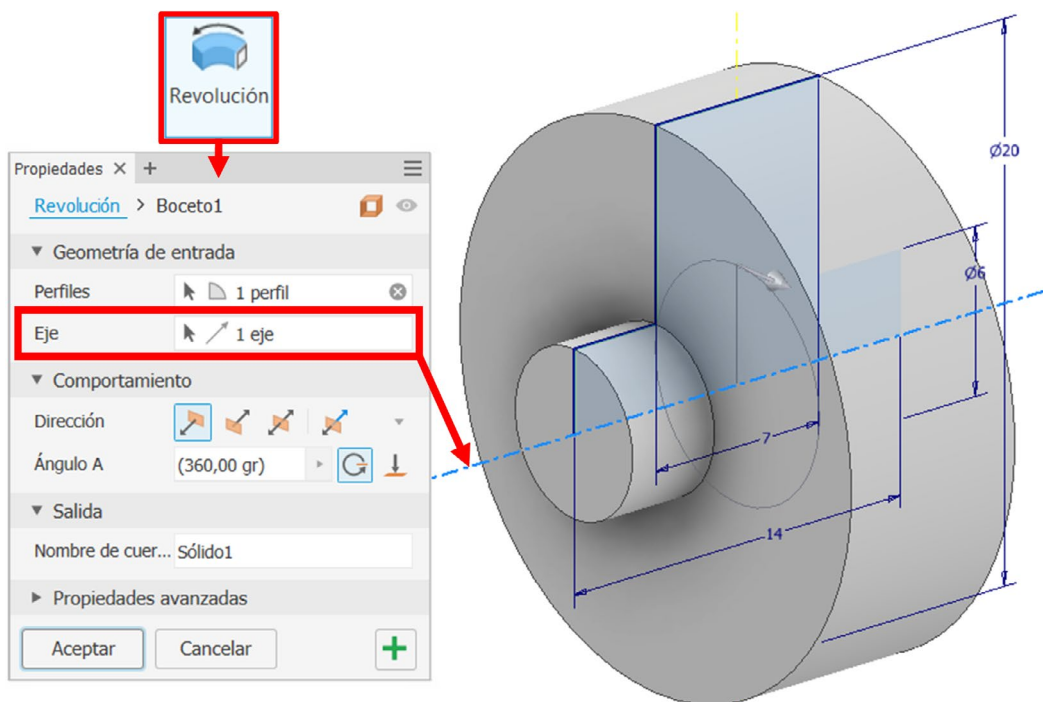 Revolución
Propiedades × +
Revolución > Boceto1
Geometría de entrada
Perfiles 1 perfil
Eje 1 eje
Comportamiento
Dirección
Ángulo A (360,00 gr)
Salida
Nombre de cuer... Sólido1
Propiedades avanzadas
Aceptar Cancelar
Ø20
Ø6
7
14